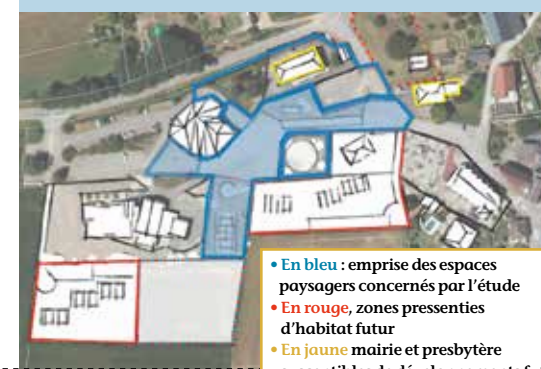 • En bleu : emprise des espaces
paysagers concernés par l'étude
• En rouge, zones pressenties
d'habitat futur
• En jaune mairie et presbytère